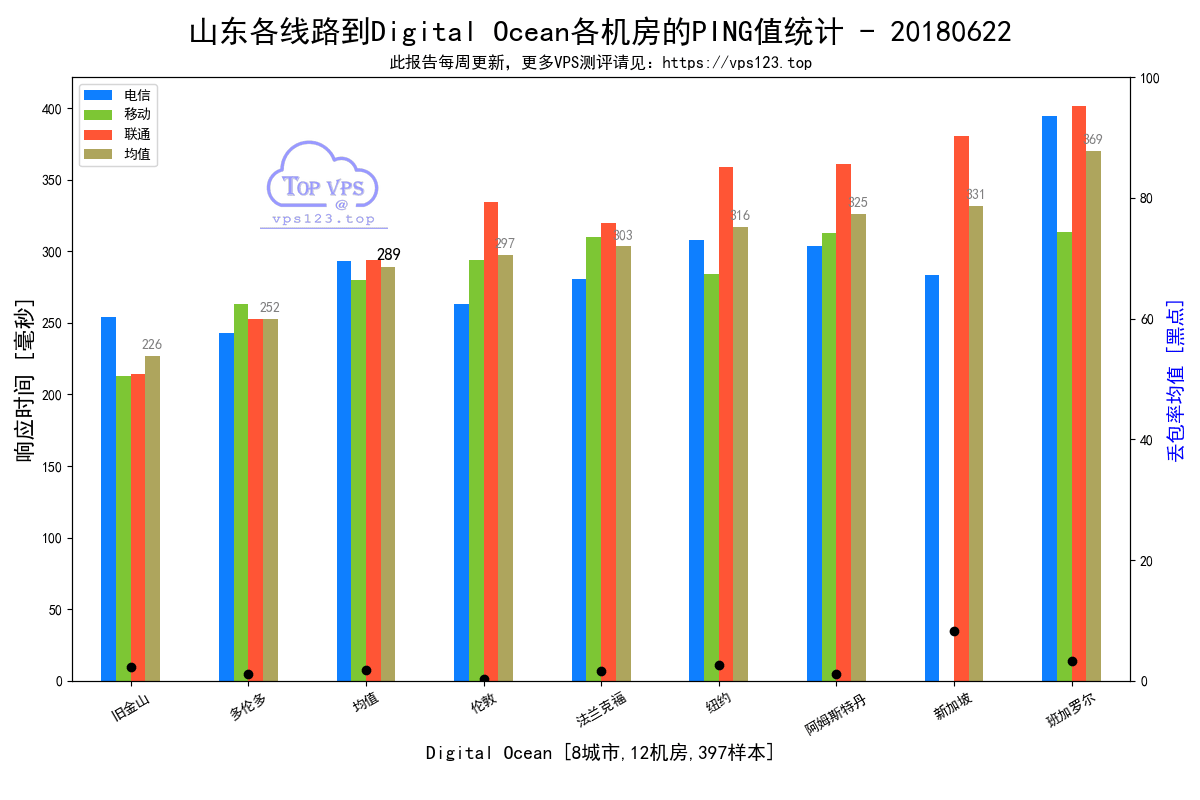 山东各线路到Digital Ocean各机房的PING值统计 - 20180622
此报告每周更新，更多VPS测评请见：https://vps123.top
电信
移动
联通
均值
TOP VPS
@
vps123.top
响应时间 [毫秒]
400
350
300
250
200
150
100
50
0
226
252
289
297
303
316
325
331
369
100
80
60
40
20
0
丢包率均值 [黑点]
旧金山
多伦多
均值
伦敦
法兰克福
纽约
阿姆斯特丹
新加坡
班加罗尔
Digital Ocean [8城市,12机房,397样本]